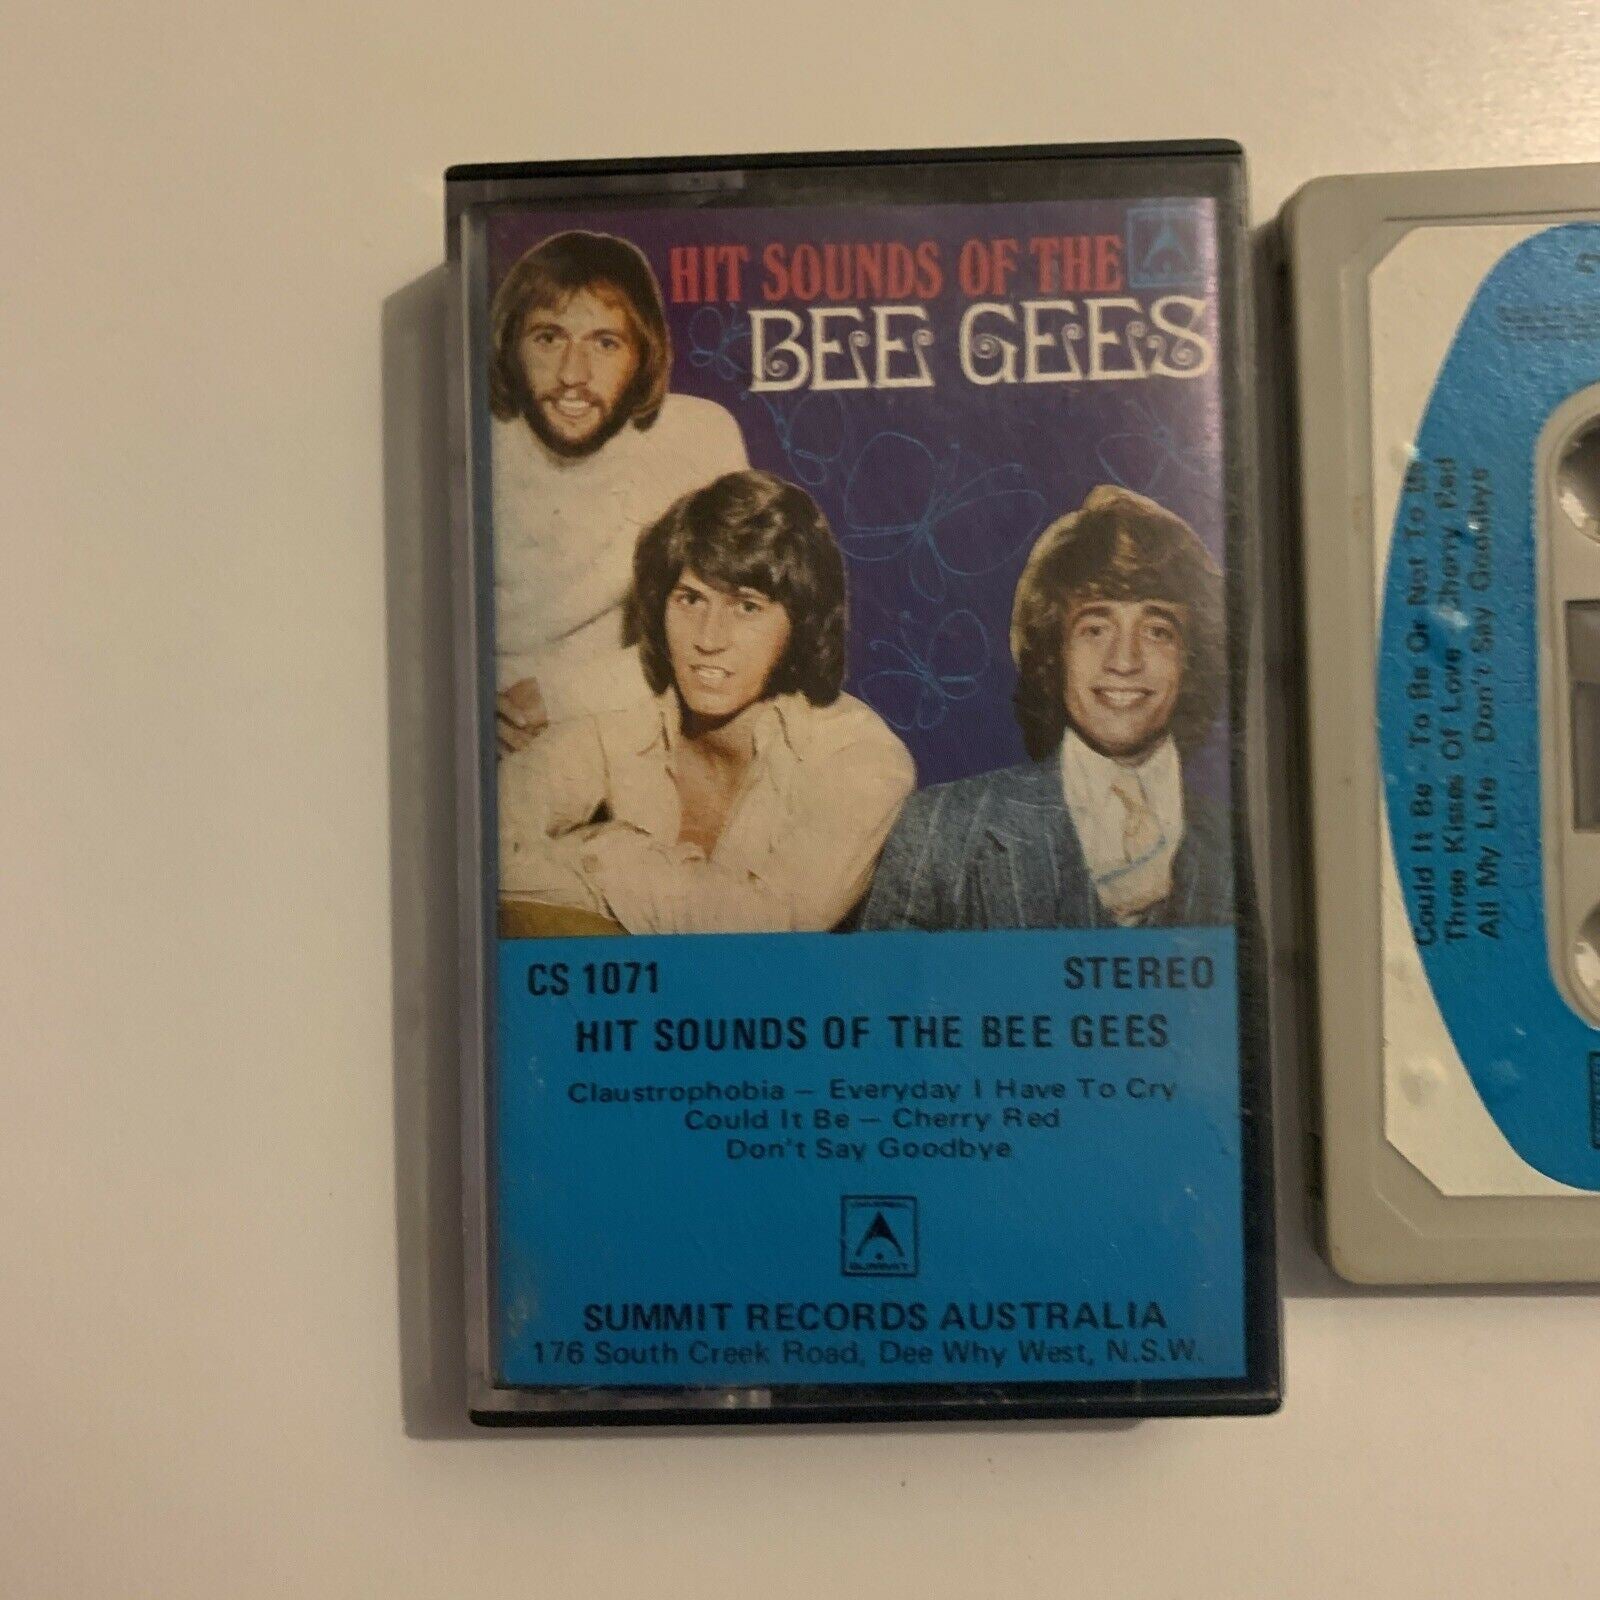 HIT SOUNDS OF THE
BEE GEES
CS 1071 STEREO
HIT SOUNDS OF THE BEE GEES
Claustrophobia — Everyday I Have To Cry
Could It Be — Cherry Red
Don't Say Goodbye
SUMMIT
SUMMIT RECORDS AUSTRALIA
176 South Creek Road, Dee Why West, N.S.W.
Could It Be · To Be Or Not To Be
Three Kisses Of Love · Cherry Red
All My Life · Don't Say Goodbye